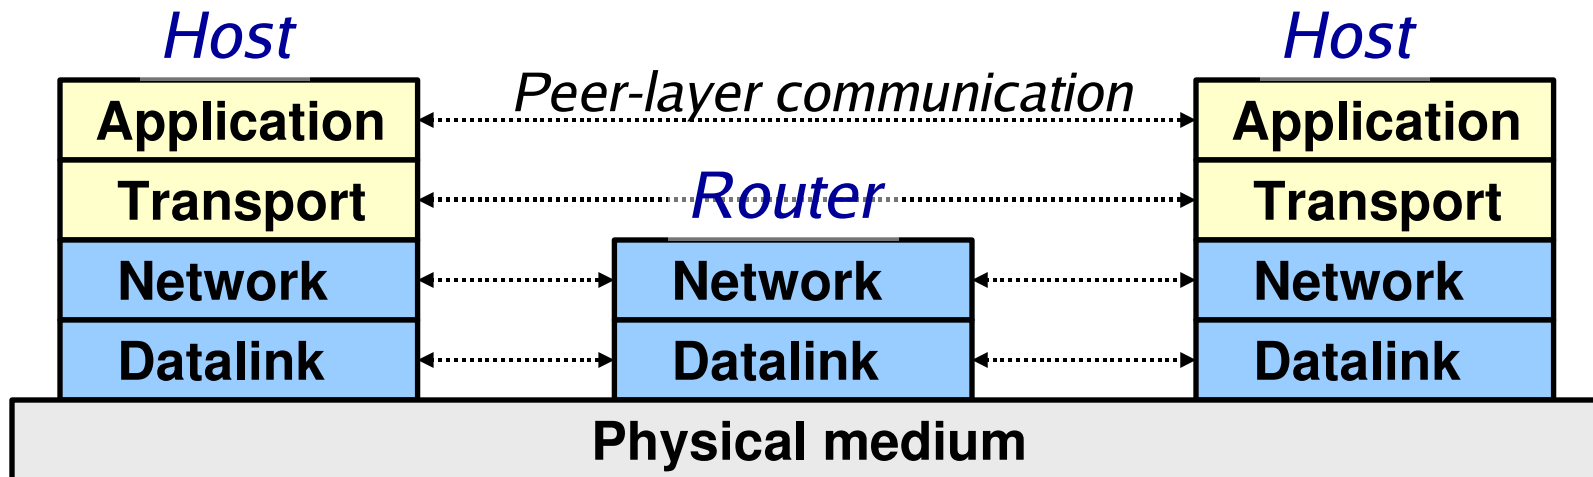 Host
Host
Peer-layer communication
Application
Application
Router
Transport
Transport
Network
Network
Network
Datalink
Datalink
Datalink
Physical medium